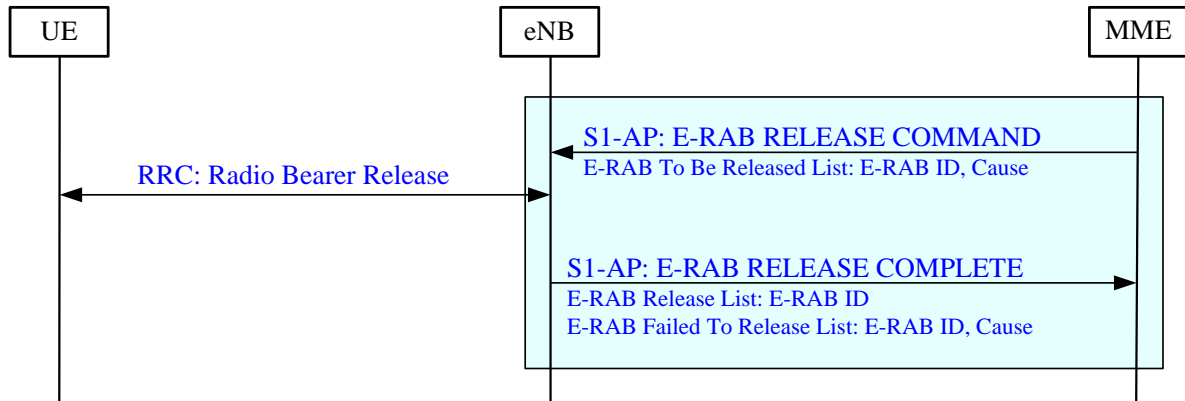 UE
eNB
MME
S1-AP: E-RAB RELEASE COMMAND
E-RAB To Be Released List: E-RAB ID, Cause
RRC: Radio Bearer Release
S1-AP: E-RAB RELEASE COMPLETE
E-RAB Release List: E-RAB ID
E-RAB Failed To Release List: E-RAB ID, Cause